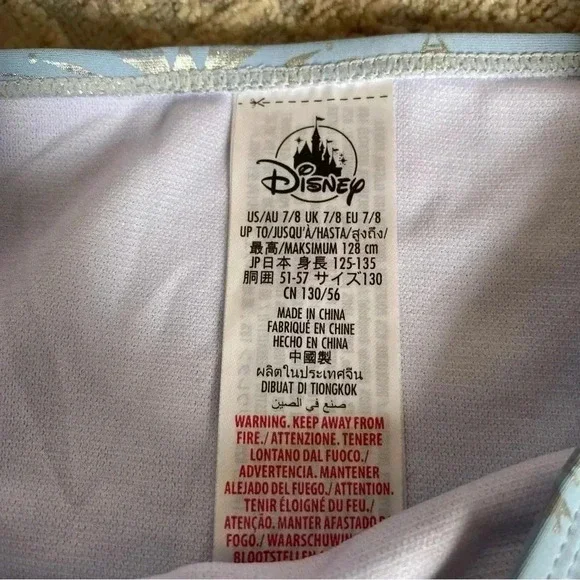 Disney
US/AU 7/8 UK 7/8 EU 7/8
UP TO/JUSQU'À/HASTA/สูงถึง/
最高/MAKSIMUM 128 cm
JP日本 身長 125-135
胴囲 51-57 サイズ130
CN 130/56
MADE IN CHINA
FABRIQUÉ EN CHINE
HECHO EN CHINA
中國製
ผลิตในประเทศจีน
DIBUAT DI TIONGKOK
صنع في الصين
WARNING. KEEP AWAY FROM
FIRE./ ATTENZIONE. TENERE
LONTANO DAL FUOCO./
ADVERTENCIA. MANTENER
ALEJADO DEL FUEGO./ ATTENTION.
TENIR ÉLOIGNÉ DU FEU./
ATENÇÃO. MANTER AFASTADO
FOGO./ WAARSCHUWIN
BLOOTSTELLEN